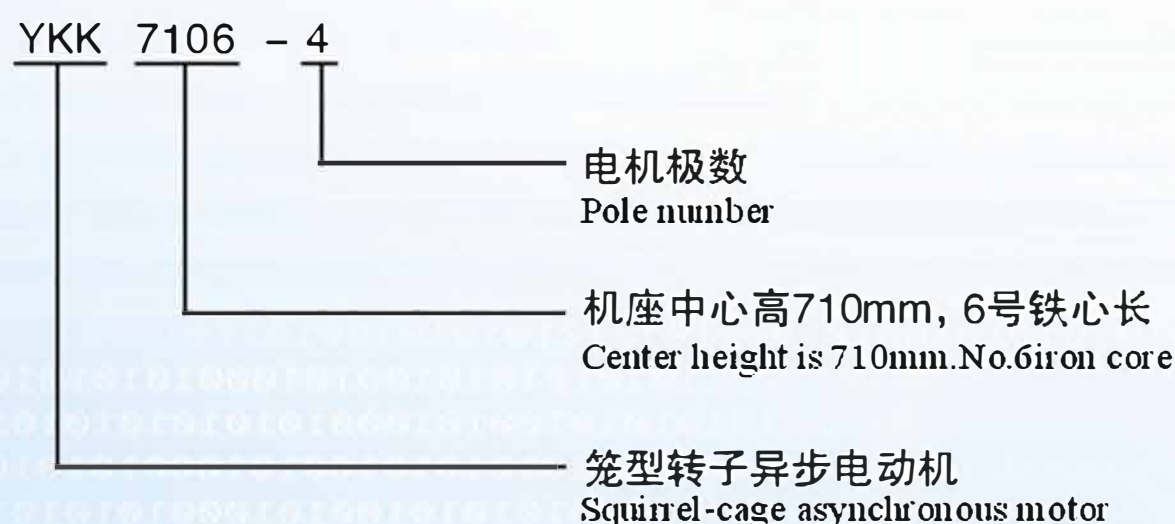 YKK 7106 - 4
电机极数
Pole number
机座中心高710mm, 6号铁心长
Center height is 710mm.No.6iron core
笼型转子异步电动机
Squirrel-cage asynchronous motor